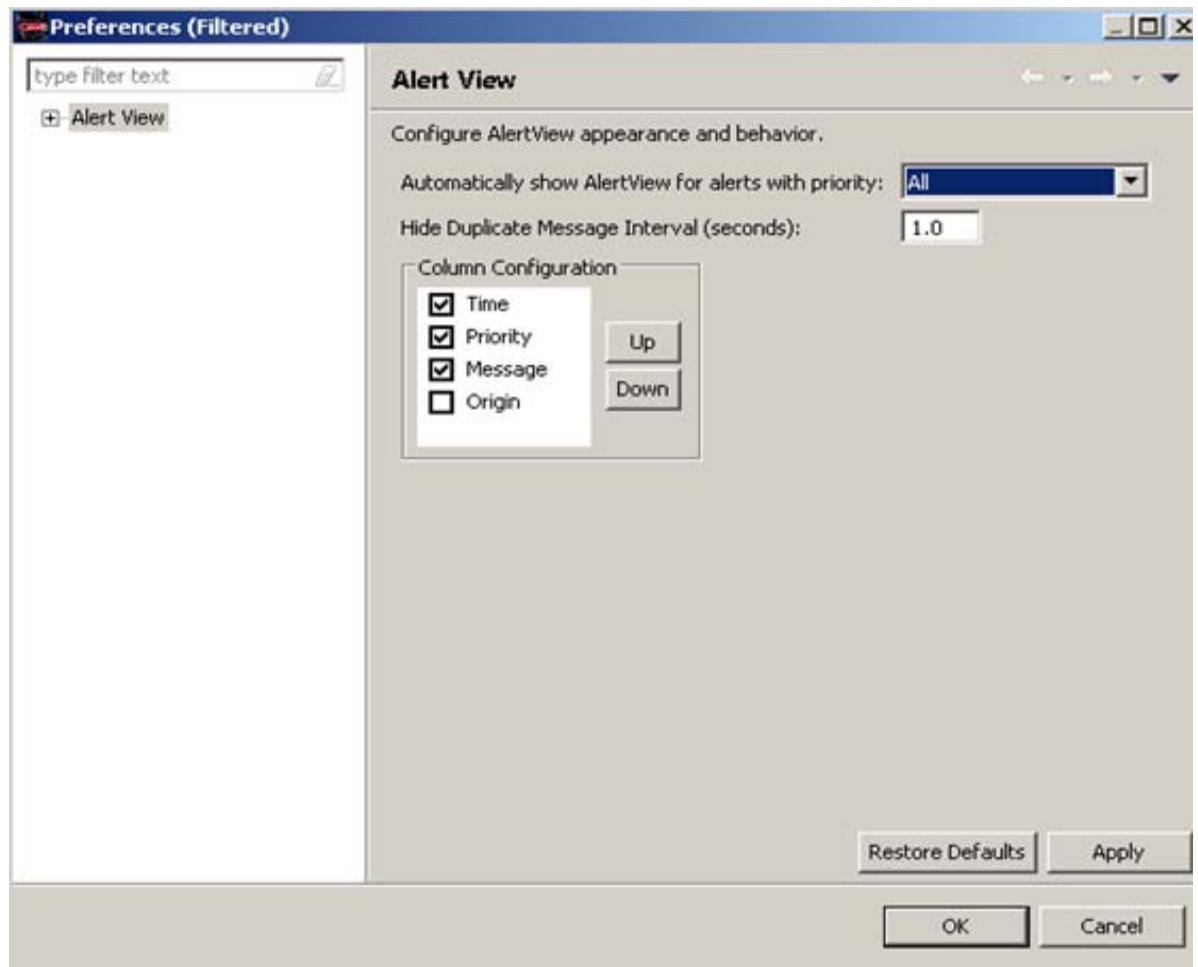 Preferences (Filtered)
type filter text
Alert View
Alert View
Configure AlertView appearance and behavior.
Automatically show AlertView for alerts with priority: All
Hide Duplicate Message Interval (seconds): 1.0
Column Configuration
Time
Priority
Message
Origin
Up
Down
Restore Defaults
Apply
OK
Cancel